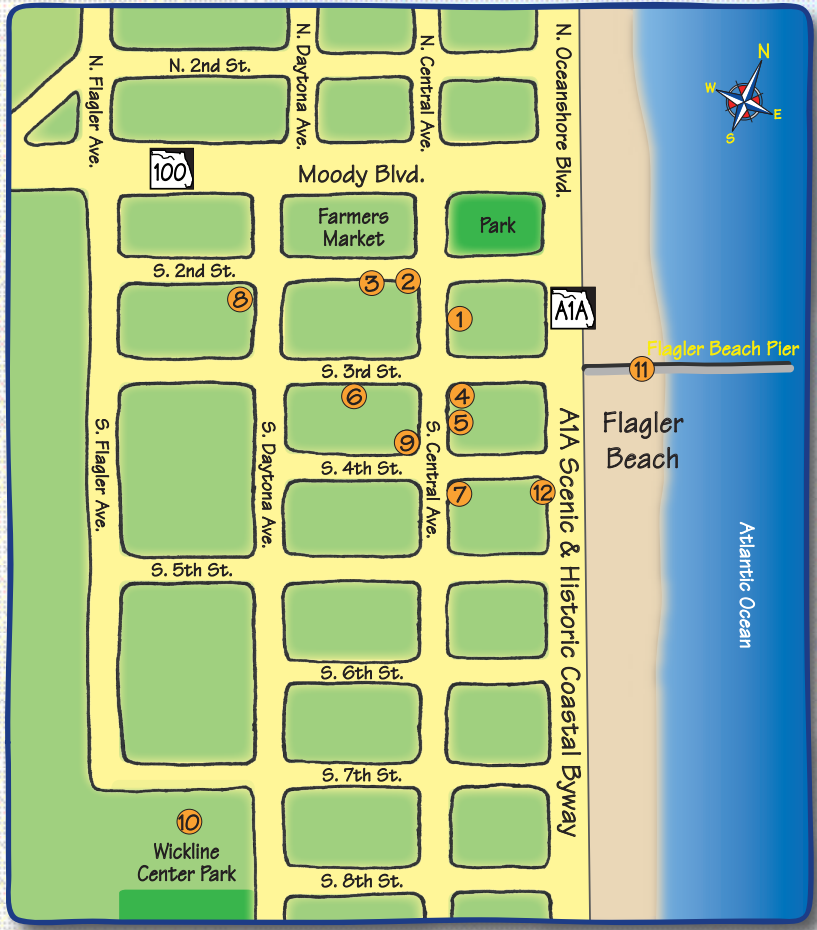 N
W
E
S
N. 2nd St.
N. Flagler Ave.
N. Daytona Ave.
N. Central Ave.
N. Oceanshore Blvd.
100
Moody Blvd.
Farmers
Market
Park
S. 2nd St.
8
3
2
1
A1A
Flagler Beach Pier
11
S. 3rd St.
6
4
5
9
Flagler
Beach
S. Flagler Ave.
S. Daytona Ave.
S. Central Ave.
A1A Scenic & Historic Coastal Byway
S. 4th St.
7
12
Atlantic Ocean
S. 5th St.
S. 6th St.
S. 7th St.
10
Wickline
Center Park
S. 8th St.